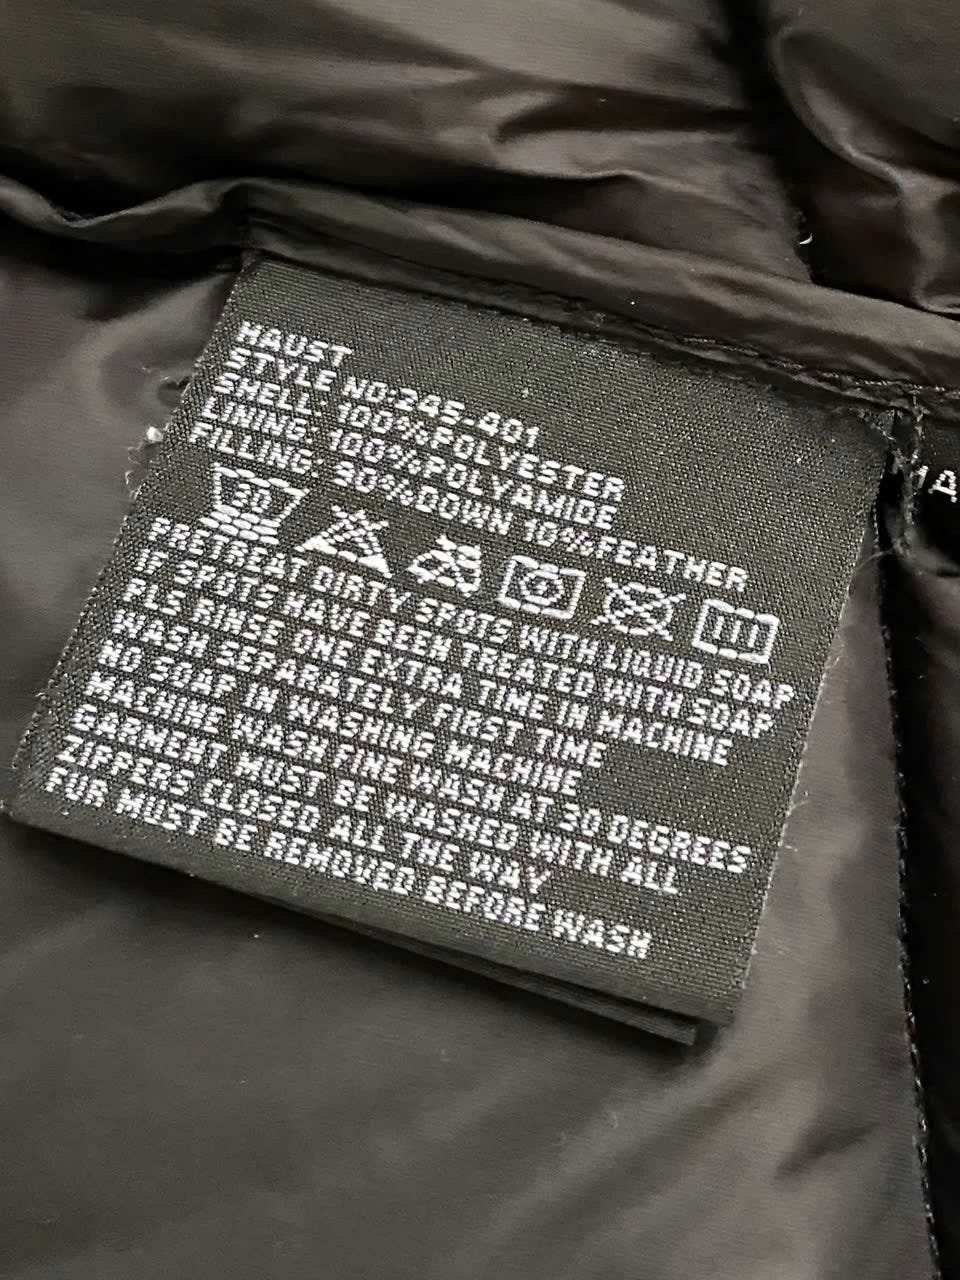 HAUST
STYLE NO:345-A01
SHELL: 100%POLYESTER
LINING: 100%POLYAMIDE
FILLING: 90%DOWN 10%FEATHER
30
PRETREAT DIRTY SPOTS WITH LIQUID SOAP
IF SPOTS HAVE BEEN TREATED WITH SOAP
PLS RINSE ONE EXTRA TIME IN MACHINE
WASH SEPARATELY FIRST TIME
NO SOAP IN WASHING MACHINE
MACHINE WASH FINE WASH AT 30 DEGREES
GARMENT MUST BE WASHED WITH ALL
ZIPPERS CLOSED ALL THE WAY
FUR MUST BE REMOVED BEFORE WASH